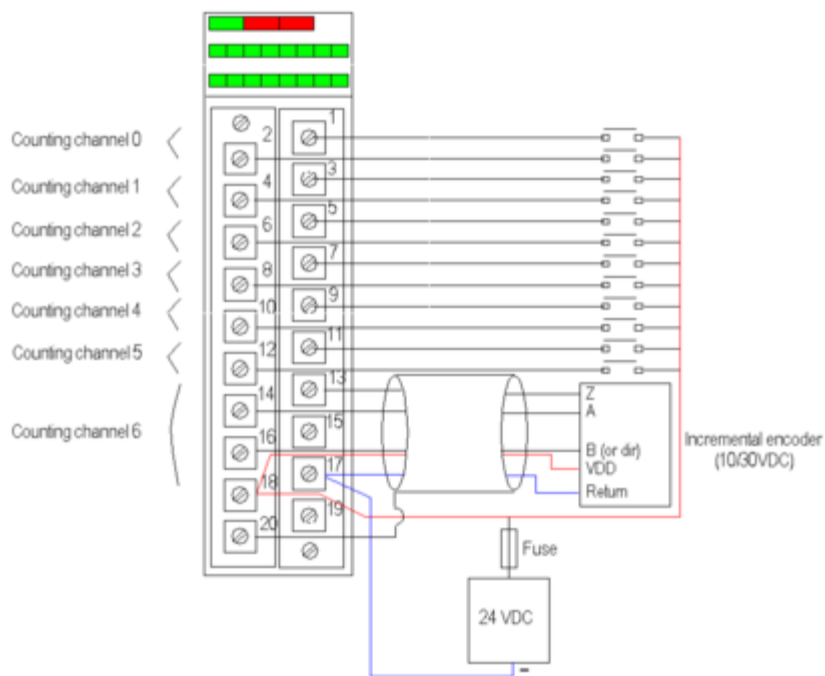 Counting channel 0
Counting channel 1
Counting channel 2
Counting channel 3
Counting channel 4
Counting channel 5
Counting channel 6
1
2
3
4
5
6
7
8
9
10
11
12
13
14
15
16
17
18
19
20
Z
A
B (or dir)
VDD
Return
Incremental encoder
(10/30VDC)
Fuse
24 VDC
-